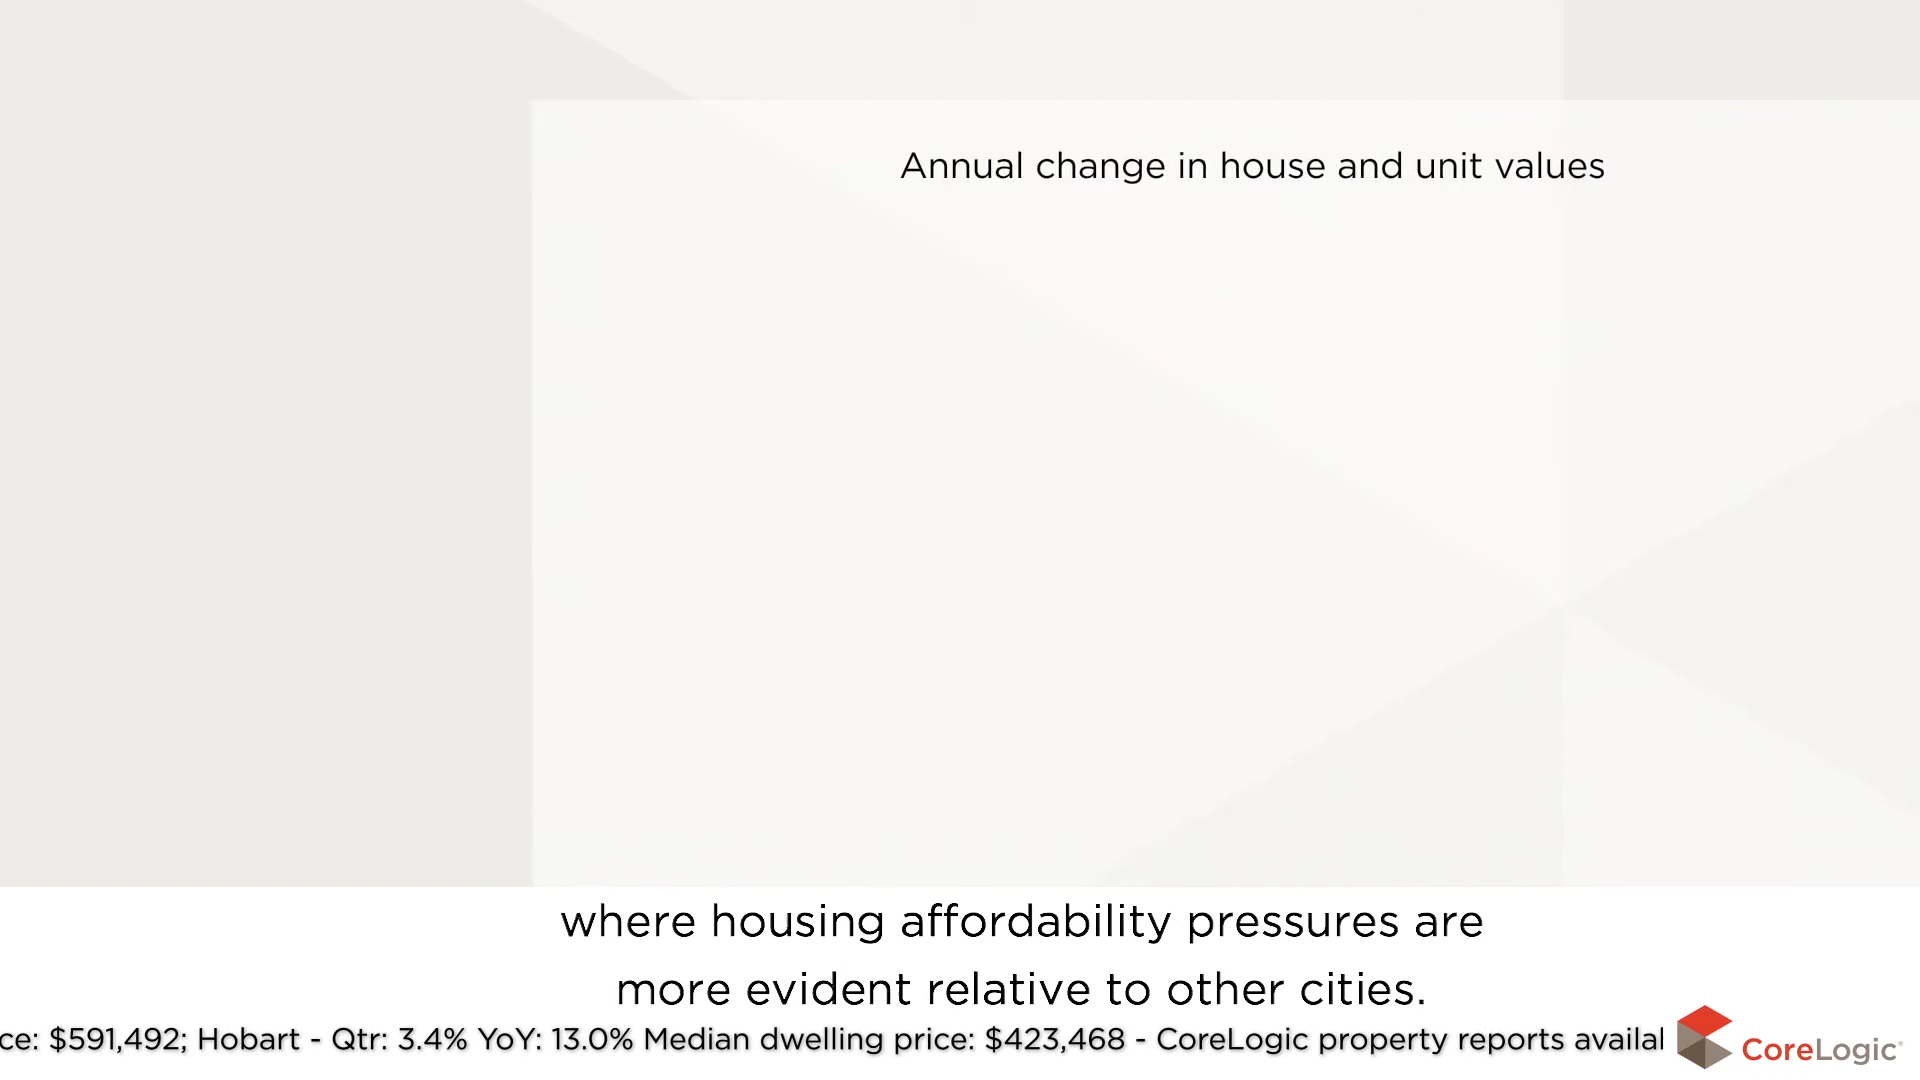 Annual change in house and unit values
where housing affordability pressures are
more evident relative to other cities.
ce: $591,492; Hobart - Qtr: 3.4% YoY: 13.0% Median dwelling price: $423,468 - CoreLogic property reports availal
CoreLogic